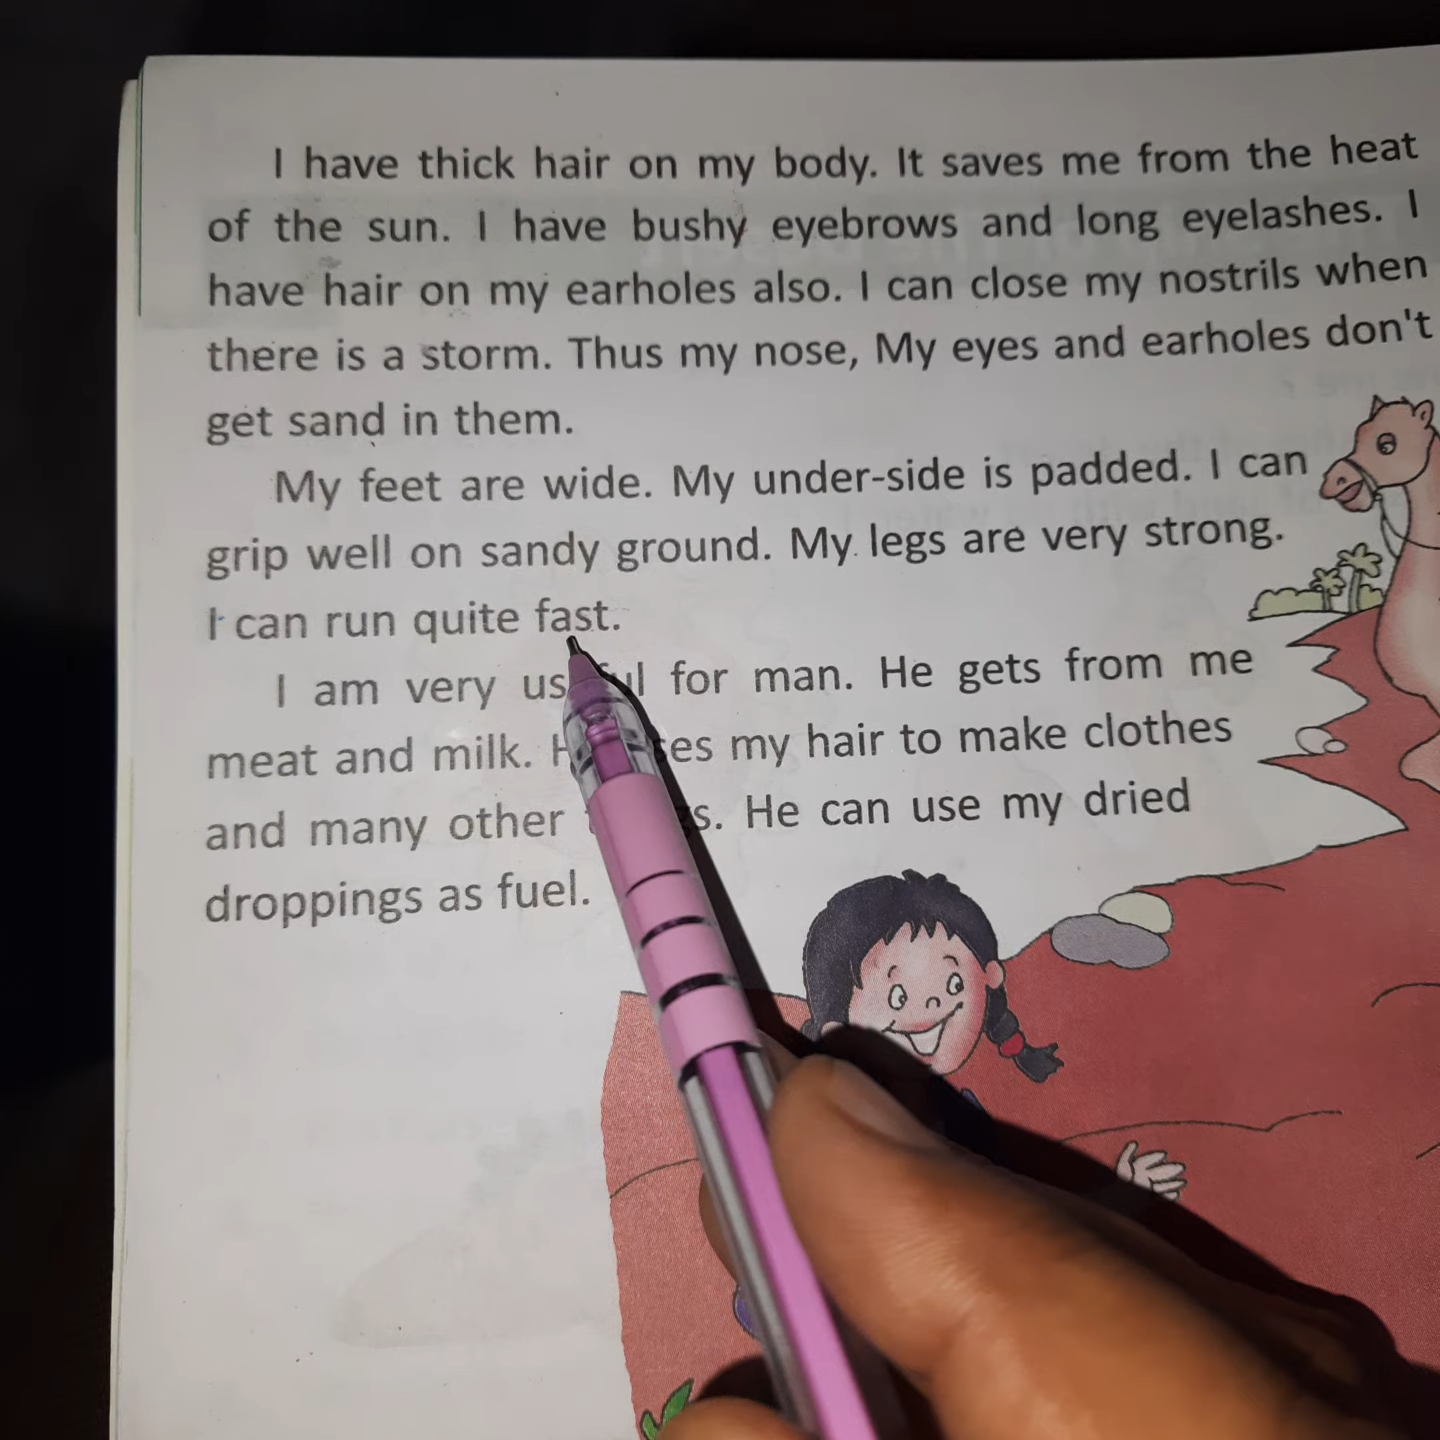 I have thick hair on my body. It saves me from the heat
of the sun. I have bushy eyebrows and long eyelashes. I
have hair on my earholes also. I can close my nostrils when
there is a storm. Thus my nose, My eyes and earholes don't
get sand in them.
My feet are wide. My under-side is padded. I can
grip well on sandy ground. My legs are very strong.
I can run quite fast.
I am very useful for man. He gets from me
meat and milk. my hair to make clothes
and many other He can use my dried
droppings as fuel.